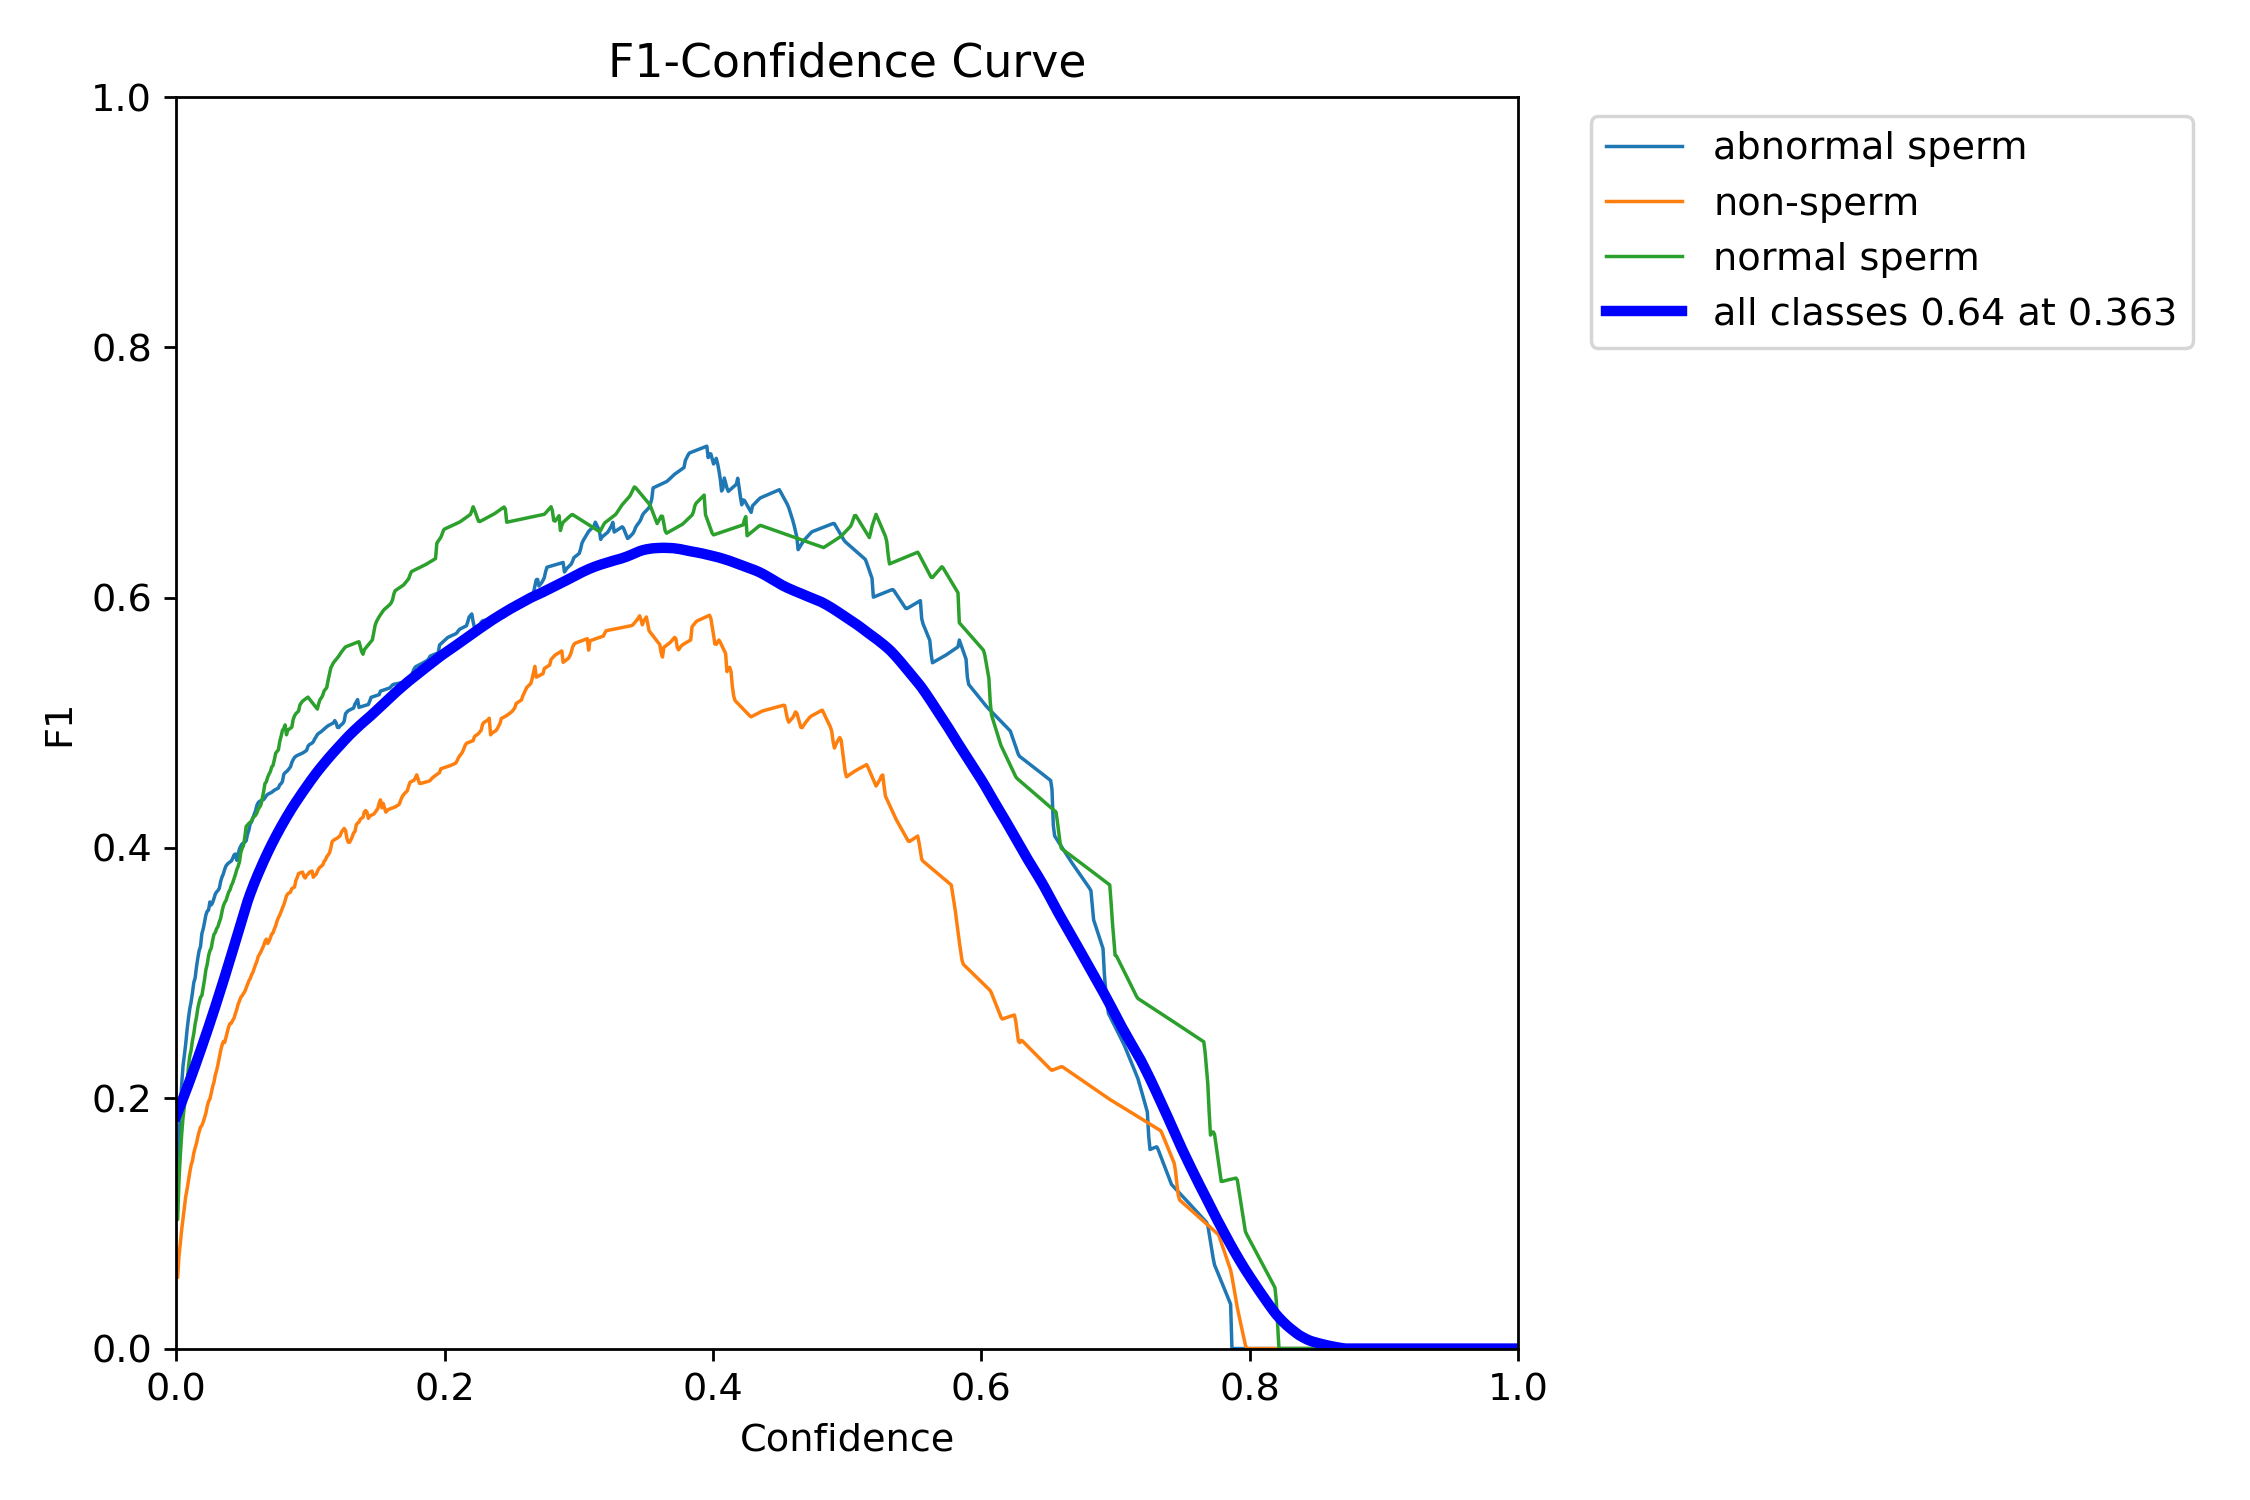 F1-Confidence Curve
1.0
0.8
0.6
0.4
0.2
0.0
F1
0.0 0.2 0.4 0.6 0.8 1.0
Confidence
abnormal sperm
non-sperm
normal sperm
all classes 0.64 at 0.363